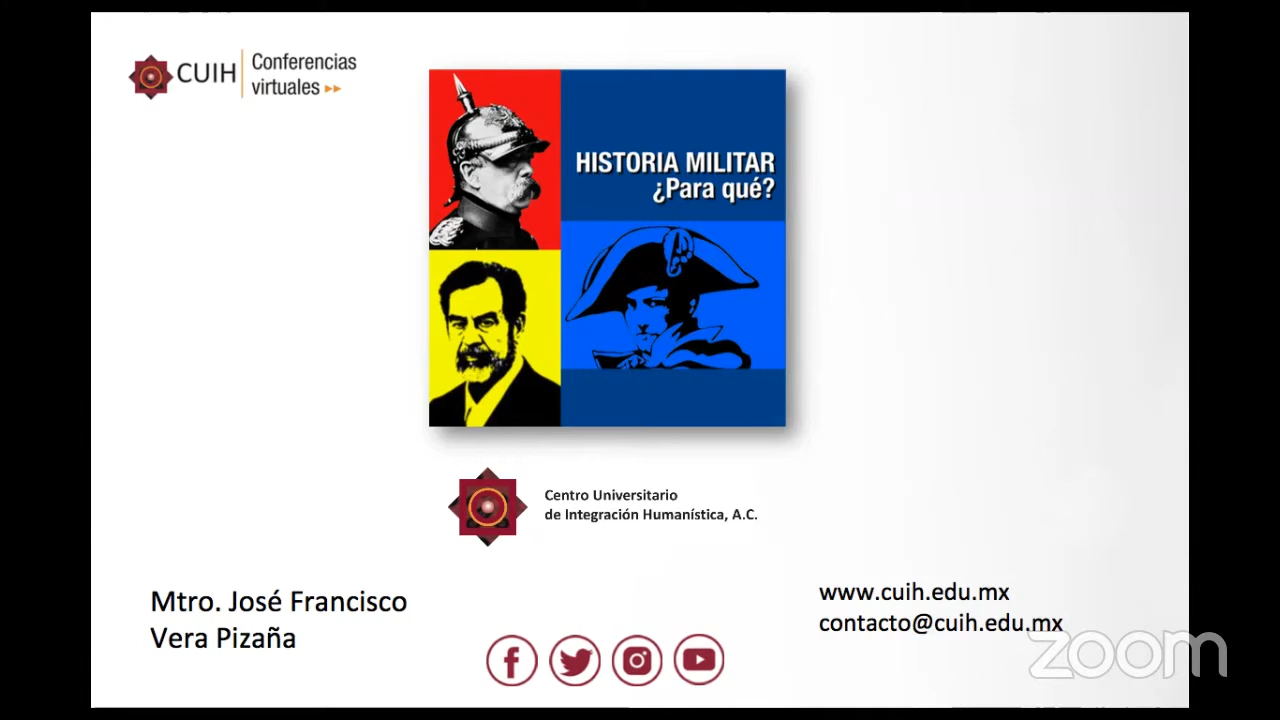 CUIH
Conferencias
virtuales
HISTORIA MILITAR
¿Para qué?
Centro Universitario
de Integración Humanística, A.C.
Mtro. José Francisco
Vera Pizaña
www.cuih.edu.mx
contacto@cuih.edu.mx
zoom